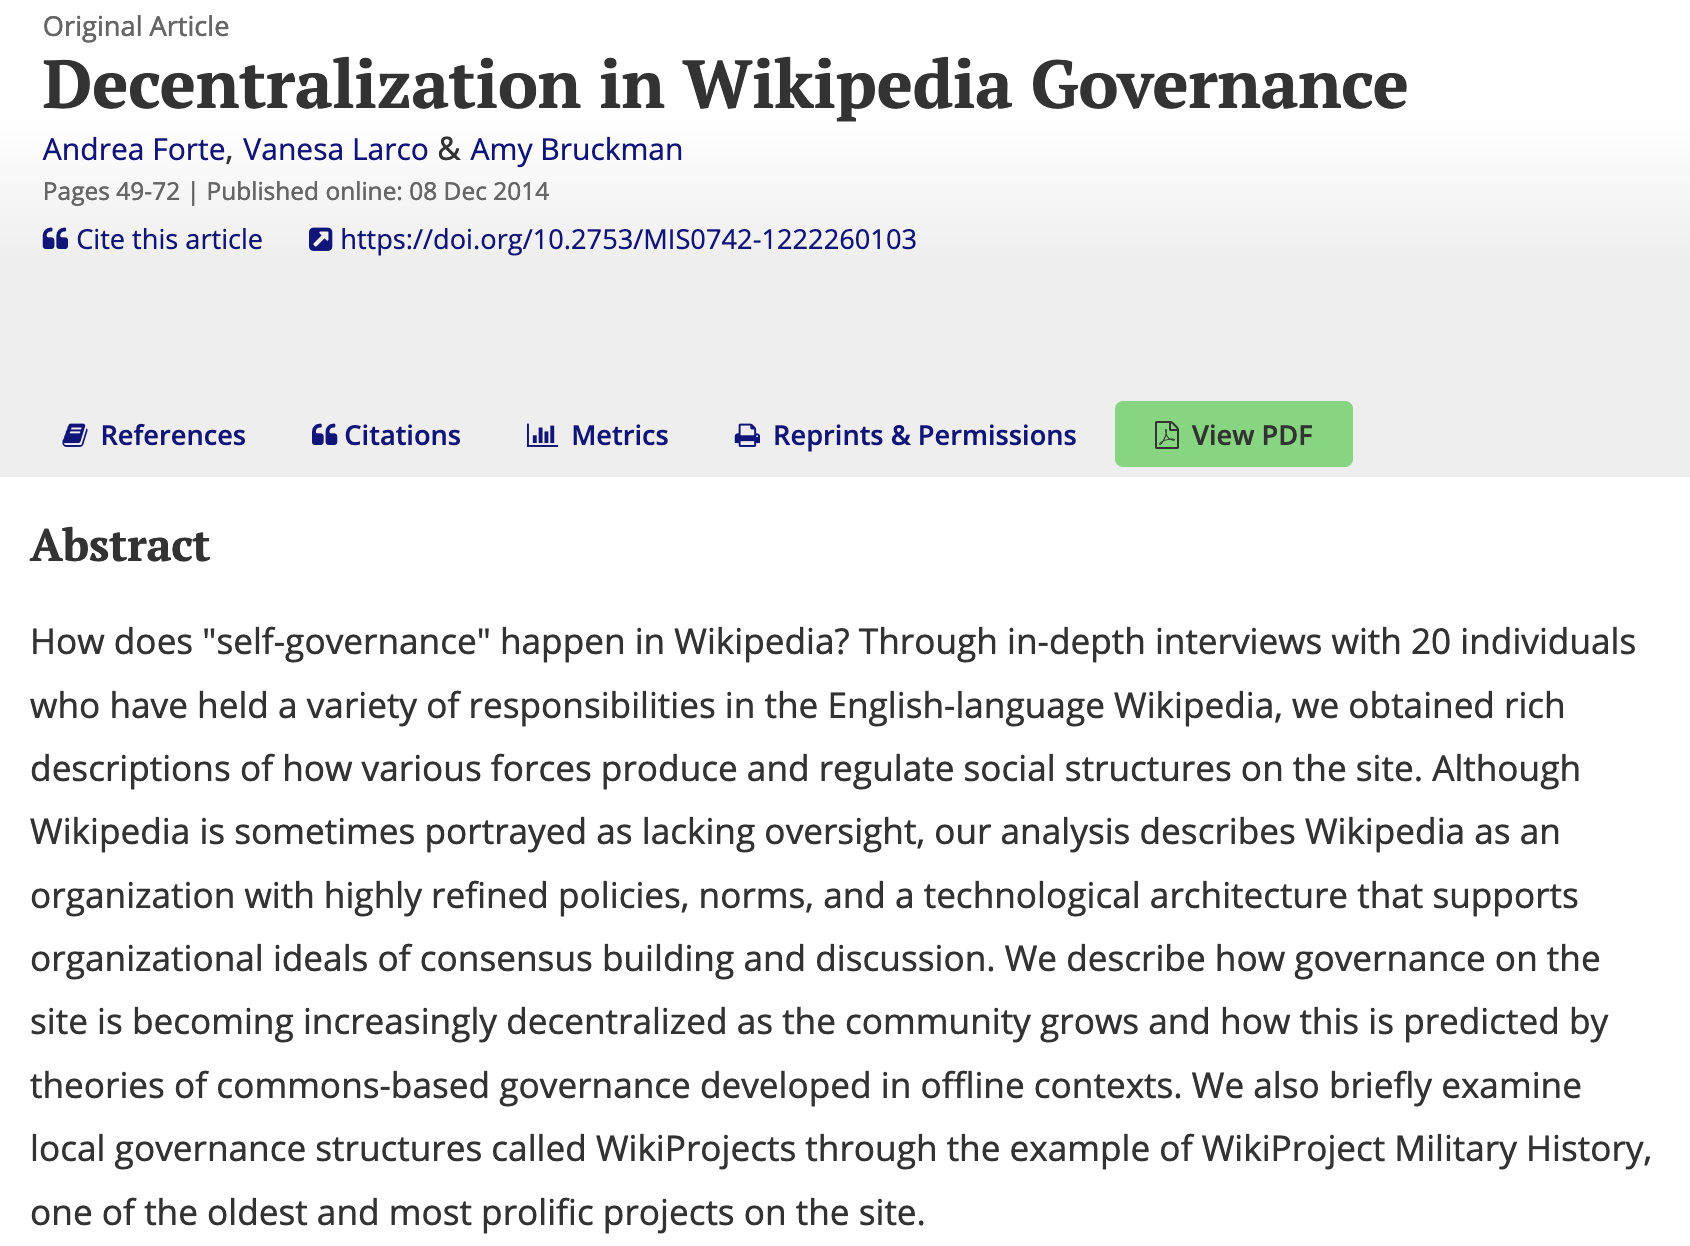 Original Article
Decentralization in Wikipedia Governance
Andrea Forte, Vanesa Larco & Amy Bruckman
Pages 49-72 | Published online: 08 Dec 2014
Cite this article https://doi.org/10.2753/MIS0742-1222260103
References Citations Metrics Reprints & Permissions View PDF
Abstract
How does "self-governance" happen in Wikipedia? Through in-depth interviews with 20 individuals
who have held a variety of responsibilities in the English-language Wikipedia, we obtained rich
descriptions of how various forces produce and regulate social structures on the site. Although
Wikipedia is sometimes portrayed as lacking oversight, our analysis describes Wikipedia as an
organization with highly refined policies, norms, and a technological architecture that supports
organizational ideals of consensus building and discussion. We describe how governance on the
site is becoming increasingly decentralized as the community grows and how this is predicted by
theories of commons-based governance developed in offline contexts. We also briefly examine
local governance structures called WikiProjects through the example of WikiProject Military History,
one of the oldest and most prolific projects on the site.